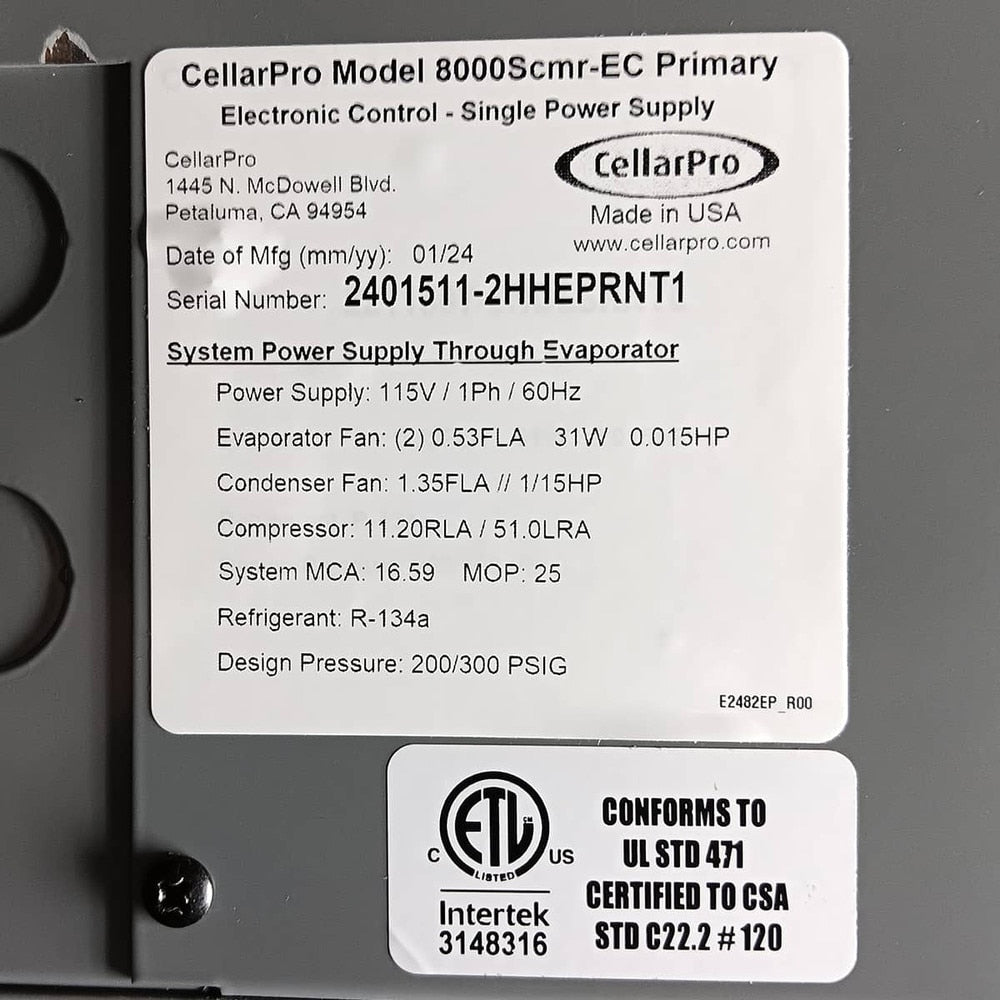 CellarPro Model 8000Scmr-EC Primary
Electronic Control - Single Power Supply
CellarPro
1445 N. McDowell Blvd.
Petaluma, CA 94954
CellarPro
Made in USA
www.cellarpro.com
Date of Mfg (mm/yy): 01/24
Serial Number: 2401511-2HHEPRNT1
System Power Supply Through Evaporator
Power Supply: 115V / 1Ph / 60Hz
Evaporator Fan: (2) 0.53FLA 31W 0.015HP
Condenser Fan: 1.35FLA // 1/15HP
Compressor: 11.20RLA / 51.0LRA
System MCA: 16.59 MOP: 25
Refrigerant: R-134a
Design Pressure: 200/300 PSIG
E2482EP_R00
ETL CM
C US
LISTED
Intertek
3148316
CONFORMS TO
UL STD 471
CERTIFIED TO CSA
STD C22.2 # 120